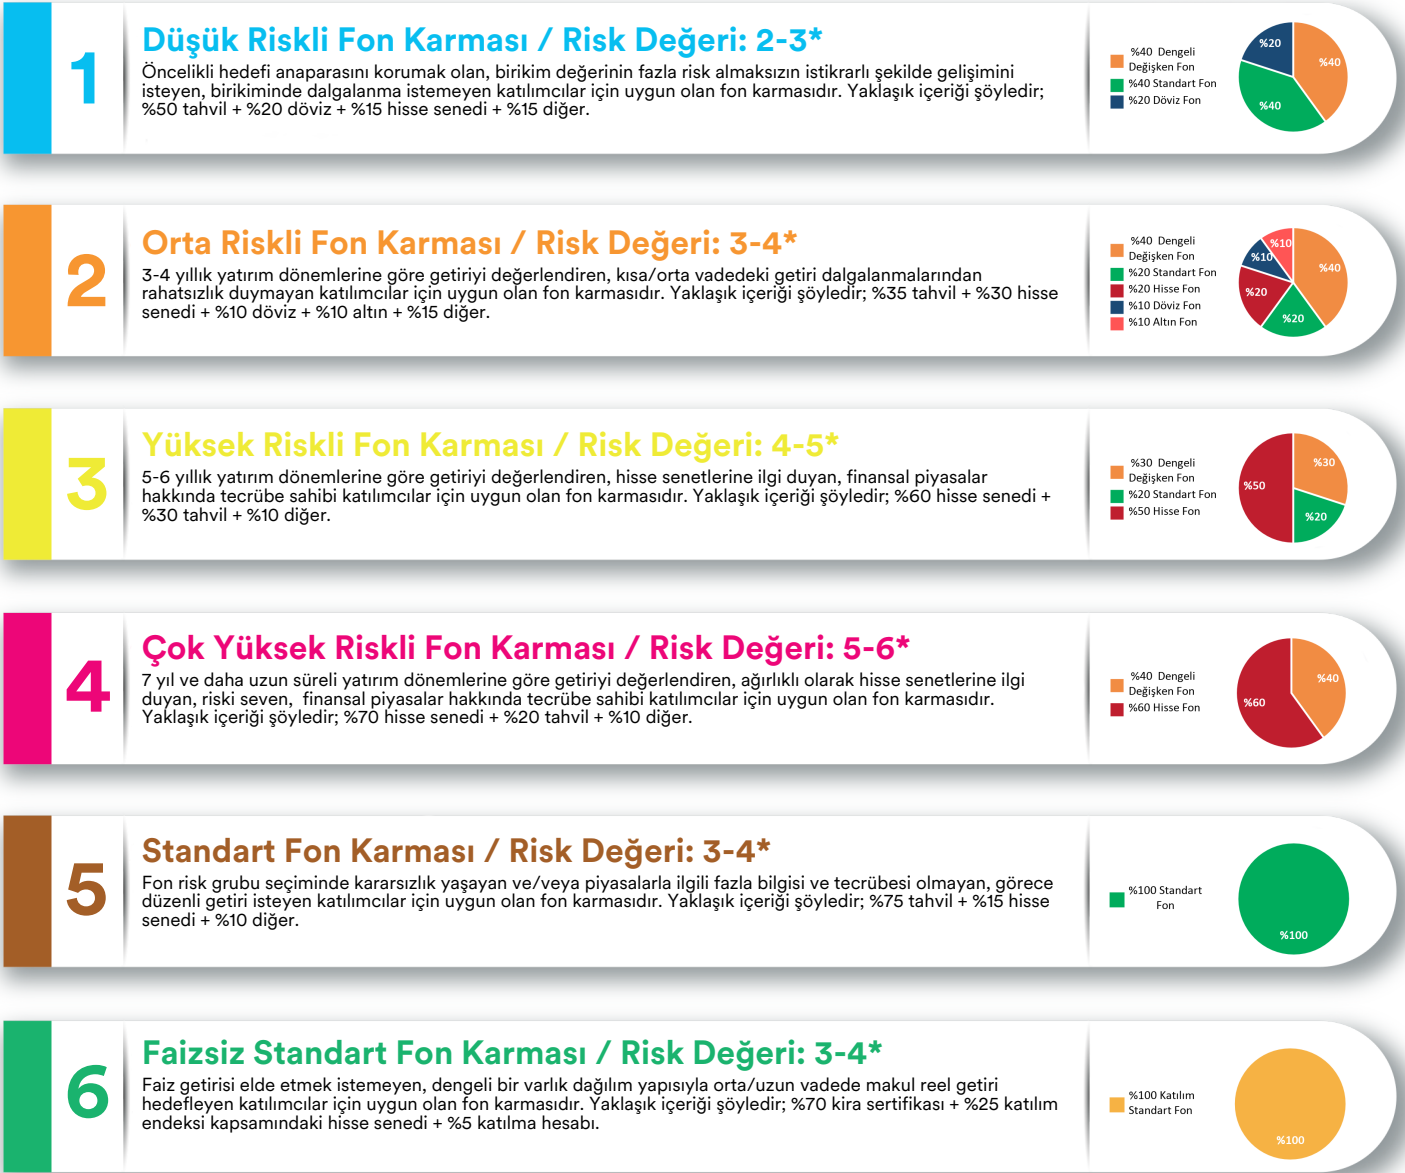 1
Düşük Riskli Fon Karması / Risk Değeri: 2-3*
Öncelikli hedefi anaparasını korumak olan, birikim değerinin fazla risk almaksızın istikrarlı şekilde gelişimini
isteyen, birikiminde dalgalanma istemeyen katılımcılar için uygun olan fon karmasıdır. Yaklaşık içeriği şöyledir;
%50 tahvil + %20 döviz + %15 hisse senedi + %15 diğer.
%40 Dengeli
Değişken Fon
%40 Standart Fon
%20 Döviz Fon
%20
%40
%40
2
Orta Riskli Fon Karması / Risk Değeri: 3-4*
3-4 yıllık yatırım dönemlerine göre getiriyi değerlendiren, kısa/orta vadedeki getiri dalgalanmalarından
rahatsızlık duymayan katılımcılar için uygun olan fon karmasıdır. Yaklaşık içeriği şöyledir; %35 tahvil + %30 hisse
senedi + %10 döviz + %10 altın + %15 diğer.
%40 Dengeli
Değişken Fon
%20 Standart Fon
%20 Hisse Fon
%10 Döviz Fon
%10 Altın Fon
%10
%10
%40
%20
%20
3
Yüksek Riskli Fon Karması / Risk Değeri: 4-5*
5-6 yıllık yatırım dönemlerine göre getiriyi değerlendiren, hisse senetlerine ilgi duyan, finansal piyasalar
hakkında tecrübe sahibi katılımcılar için uygun olan fon karmasıdır. Yaklaşık içeriği şöyledir; %60 hisse senedi +
%30 tahvil + %10 diğer.
%30 Dengeli
Değişken Fon
%20 Standart Fon
%50 Hisse Fon
%30
%50
%20
4
Çok Yüksek Riskli Fon Karması / Risk Değeri: 5-6*
7 yıl ve daha uzun süreli yatırım dönemlerine göre getiriyi değerlendiren, ağırlıklı olarak hisse senetlerine ilgi
duyan, riski seven, finansal piyasalar hakkında tecrübe sahibi katılımcılar için uygun olan fon karmasıdır.
Yaklaşık içeriği şöyledir; %70 hisse senedi + %20 tahvil + %10 diğer.
%40 Dengeli
Değişken Fon
%60 Hisse Fon
%40
%60
5
Standart Fon Karması / Risk Değeri: 3-4*
Fon risk grubu seçiminde kararsızlık yaşayan ve/veya piyasalarla ilgili fazla bilgisi ve tecrübesi olmayan, görece
düzenli getiri isteyen katılımcılar için uygun olan fon karmasıdır. Yaklaşık içeriği şöyledir; %75 tahvil + %15 hisse
senedi + %10 diğer.
%100 Standart
Fon
%100
6
Faizsiz Standart Fon Karması / Risk Değeri: 3-4*
Faiz getirisi elde etmek istemeyen, dengeli bir varlık dağılım yapısıyla orta/uzun vadede makul reel getiri
hedefleyen katılımcılar için uygun olan fon karmasıdır. Yaklaşık içeriği şöyledir; %70 kira sertifikası + %25 katılım
endeksi kapsamındaki hisse senedi + %5 katılma hesabı.
%100 Katılım
Standart Fon
%100